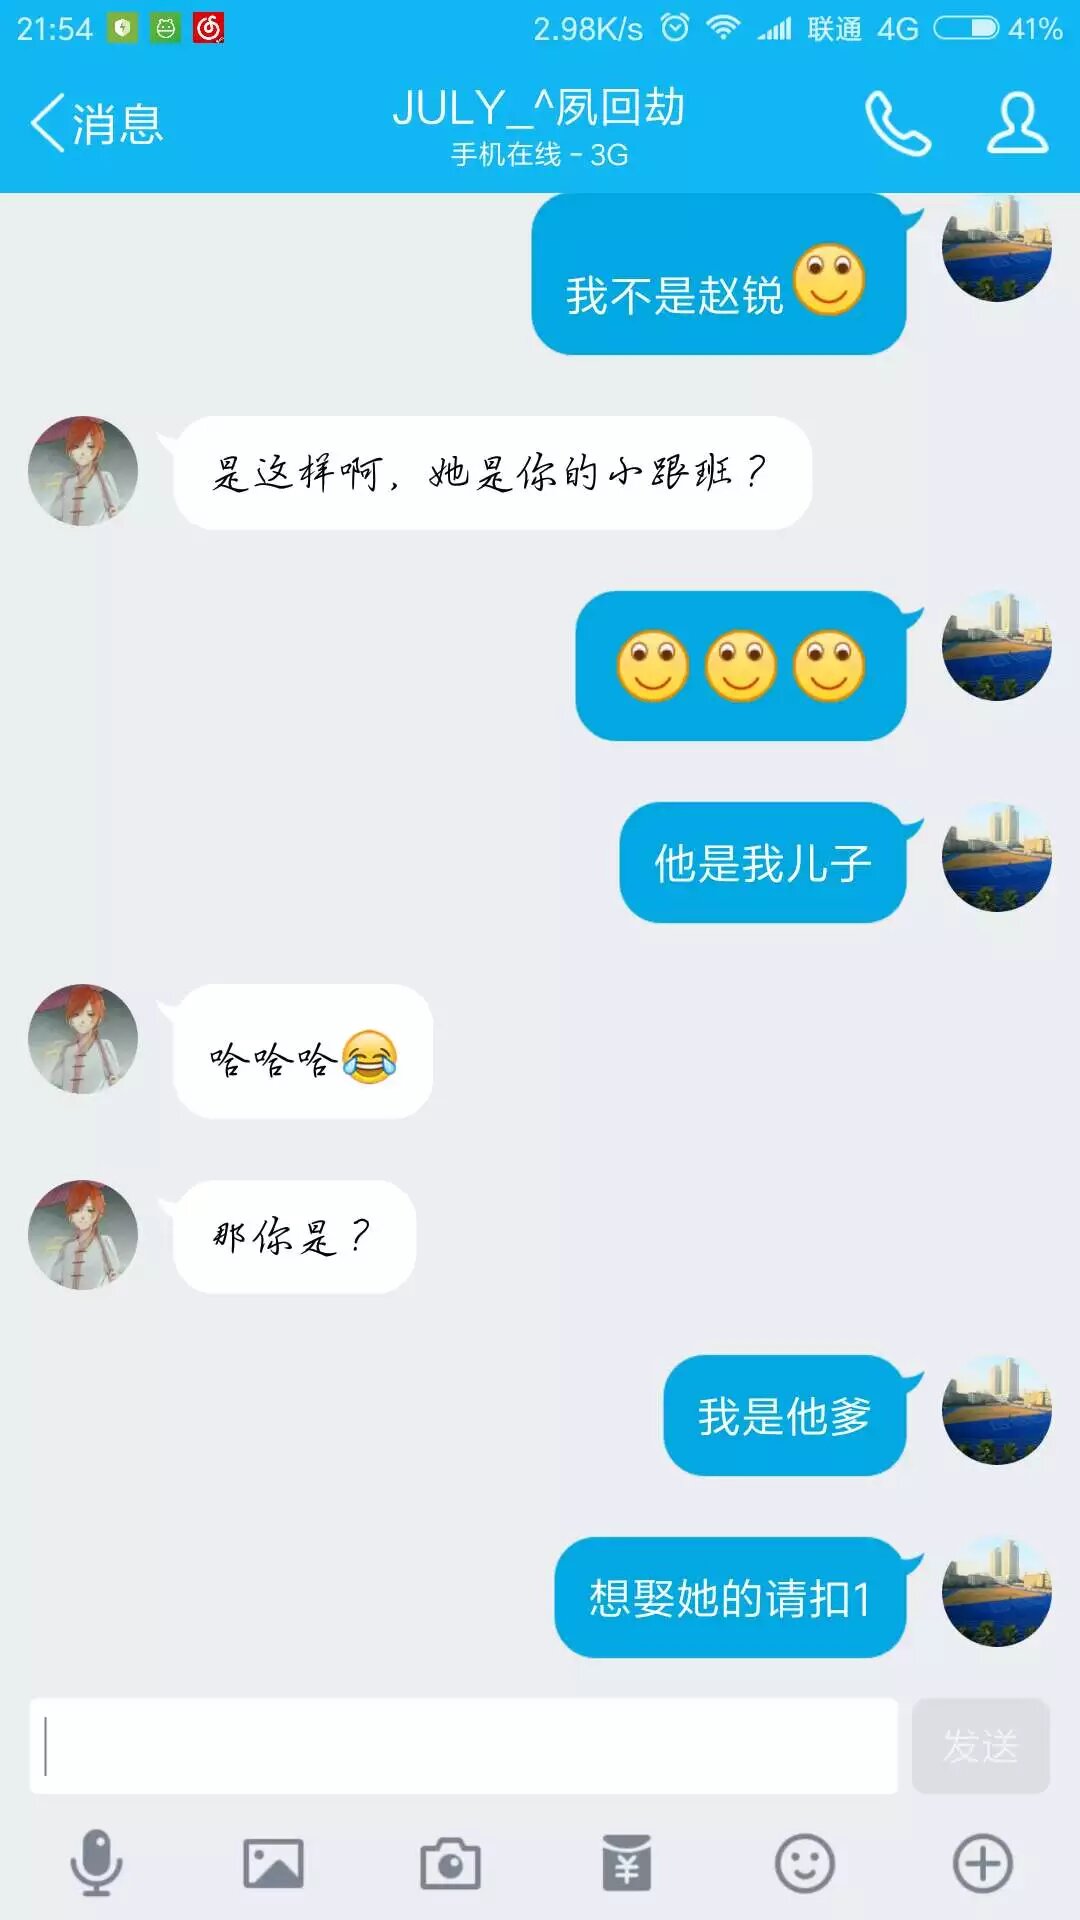 21:54 2.98K/s 联通 4G 41%
消息
JULY_^夙回劫
手机在线 - 3G
我不是赵锐
是这样啊，她是你的小跟班？
他是我儿子
哈哈哈😂
那你是？
我是他爹
想娶她的请扣1
发送